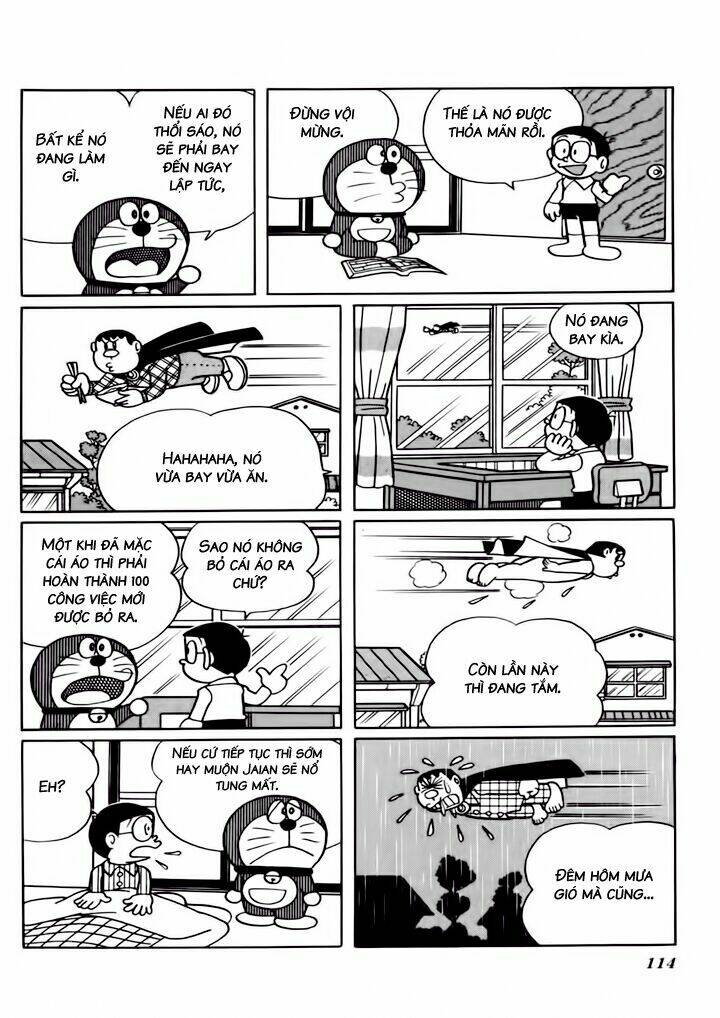 THẾ LÀ NÓ ĐƯỢC
THỎA MÃN RỒI.
ĐỪNG VỘI
MỪNG.
NẾU AI ĐÓ
THỔI SÁO, NÓ
SẼ PHẢI BAY
ĐẾN NGAY
LẬP TỨC,
BẤT KỂ NÓ
ĐANG LÀM
GÌ.
NÓ ĐANG
BAY KÌA.
HAHAHAHA, NÓ
VỪA BAY VỪA ĂN.
CÒN LẦN NÀY
THÌ ĐANG TẮM.
SAO NÓ KHÔNG
BỎ CÁI ÁO RA
CHỨ?
MỘT KHI ĐÃ MẶC
CÁI ÁO THÌ PHẢI
HOÀN THÀNH 100
CÔNG VIỆC MỚI
ĐƯỢC BỎ RA.
ĐÊM HÔM MƯA
GIÓ MÀ CŨNG...
NẾU CỨ TIẾP TỤC THÌ SỚM
HAY MUỘN JAIAN SẼ NỔ
TUNG MẤT.
EH?
114